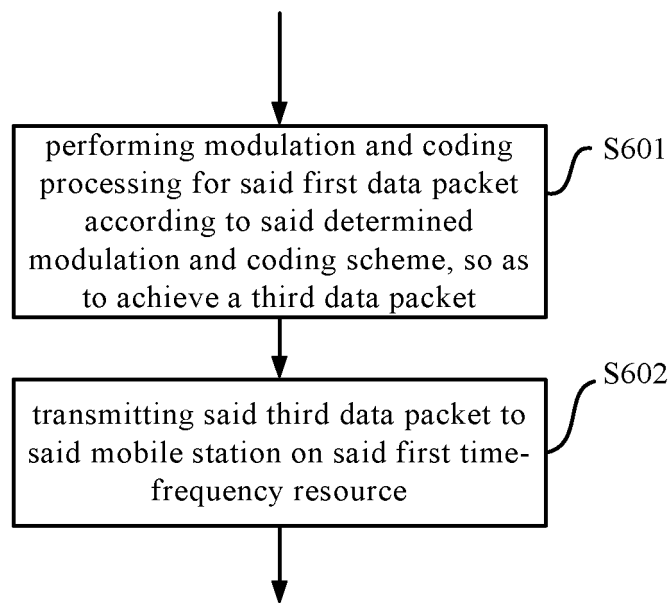 performing modulation and coding
processing for said first data packet
according to said determined
modulation and coding scheme, so as
to achieve a third data packet
S601
transmitting said third data packet to
said mobile station on said first time-
frequency resource
S602